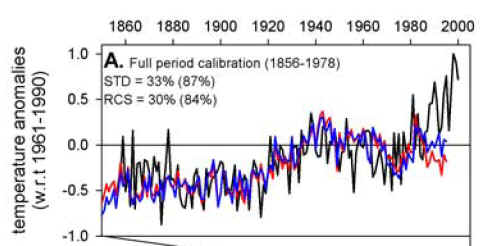 1860 1880 1900 1920 1940 1960 1980 2000
temperature anomalies
(w.r.t 1961-1990)
1.0
0.5
0.0
-0.5
-1.0
A. Full period calibration (1856-1978)
STD = 33% (87%)
RCS = 30% (84%)